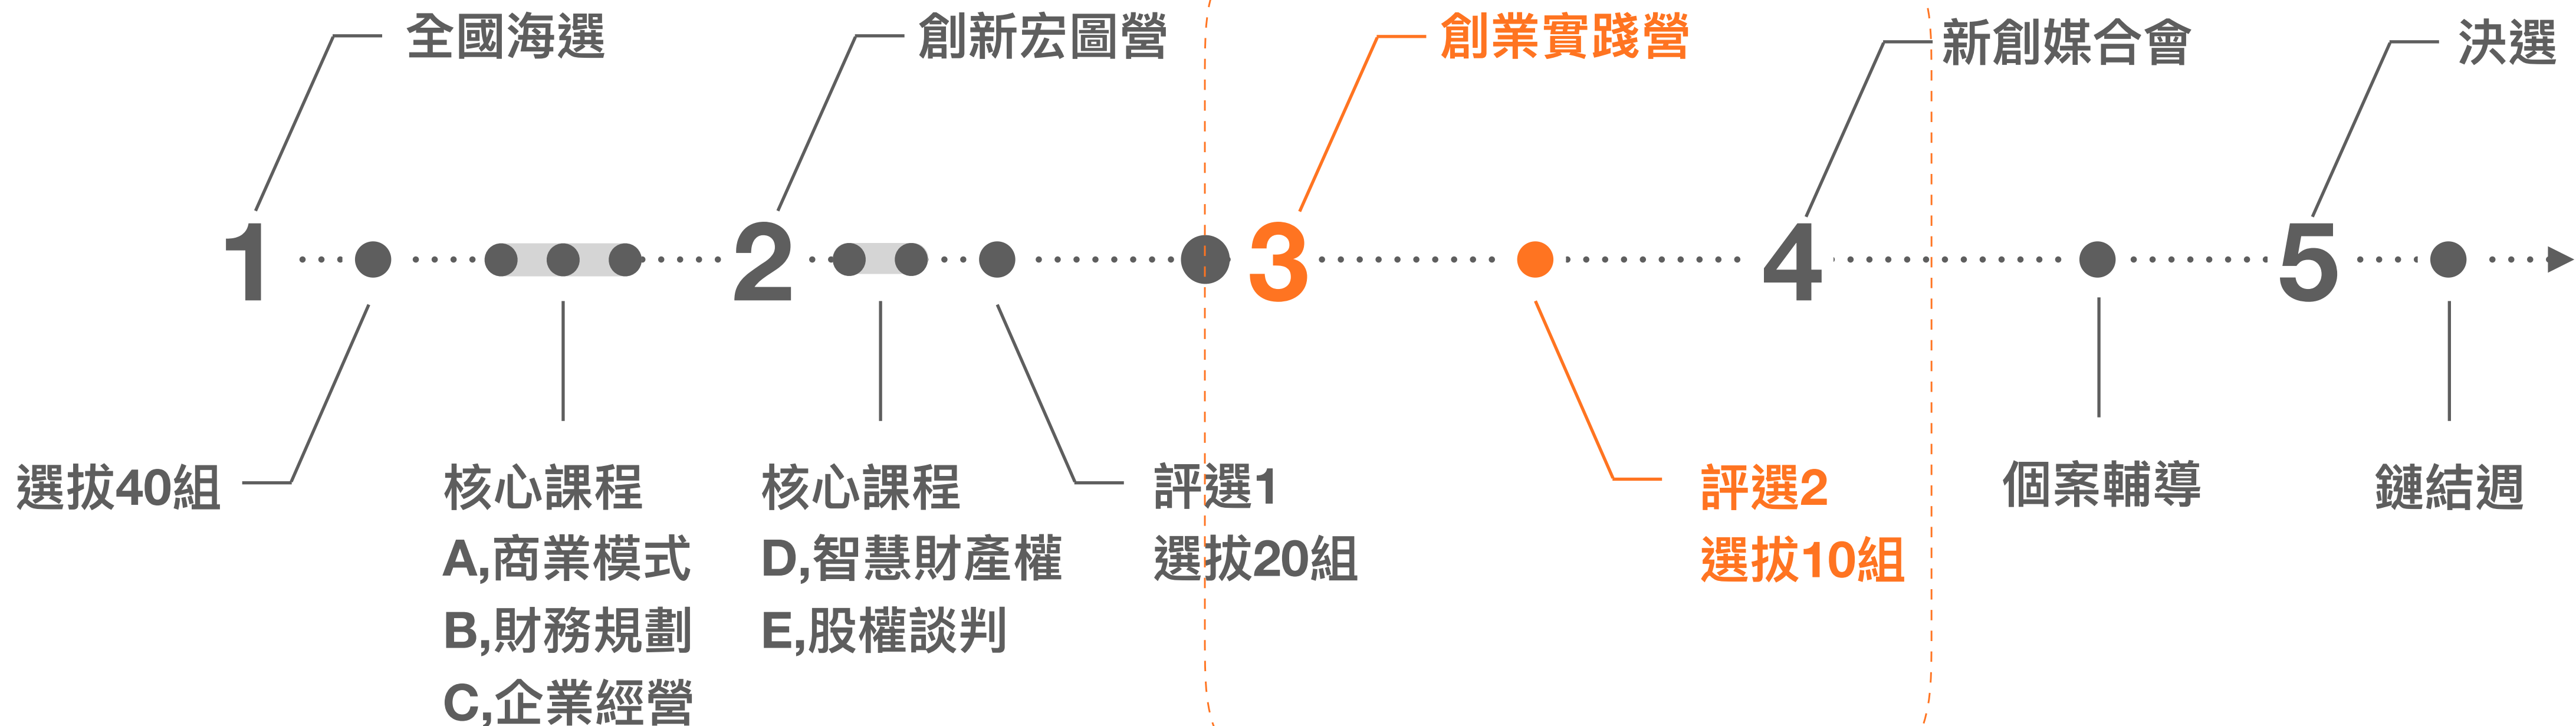 全國海選
創新宏圖營
創業實踐營
新創媒合會
決選
1
2
3
4
5
選拔40組
核心課程
A,商業模式
B,財務規劃
C,企業經營
核心課程
D,智慧財產權
E,股權談判
評選1
選拔20組
評選2
選拔10組
個案輔導
鏈結週